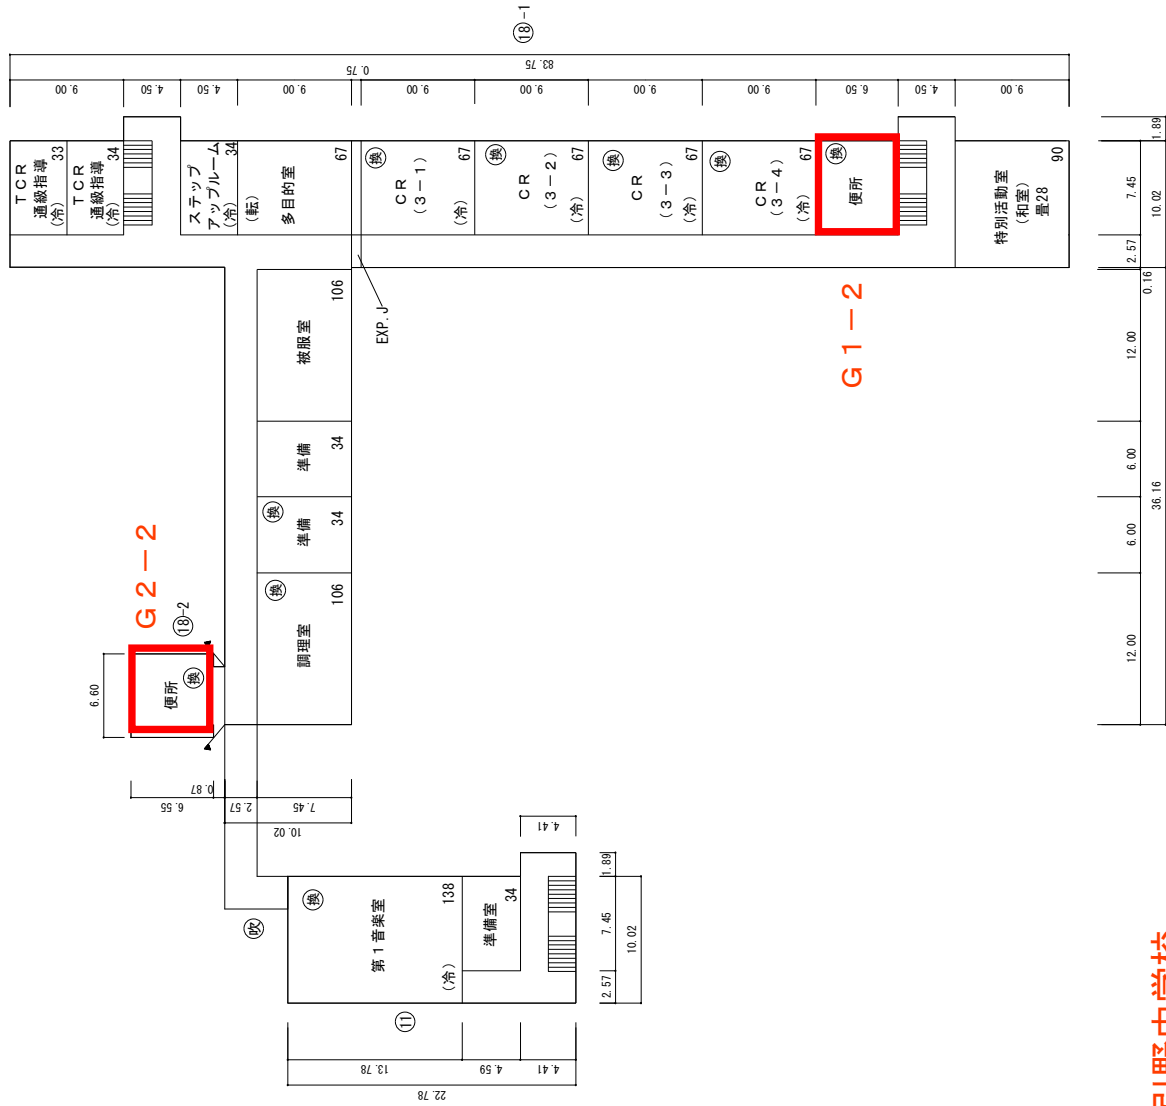 ⑱-1
83.75
9.00
4.50
4.50
9.00
0.75
9.00
9.00
9.00
9.00
6.50
4.50
9.00
TCR
通級指導
(冷)
33
TCR
通級指導
(冷)
34
ステップ
アップルーム
(冷)
34
(転)
多目的室
67
換
CR
(3-1)
(冷)
67
換
CR
(3-2)
(冷)
67
換
CR
(3-3)
(冷)
67
換
CR
(3-4)
(冷)
67
換
便所
特別活動室
(和室)
畳28
90
1.89
7.45
10.02
2.57
0.16
EXP.J
G1-2
被服室
106
準備
34
換
準備
34
換
調理室
106
12.00
6.00
6.00
12.00
36.16
G2-2
⑱-2
便所
換
6.60
6.55
0.87
2.57
7.45
10.02
吹
換
第1音楽室
(冷)
138
準備室
34
4.41
1.89
7.45
2.57
10.02
⑪
13.78
4.59
4.41
22.78